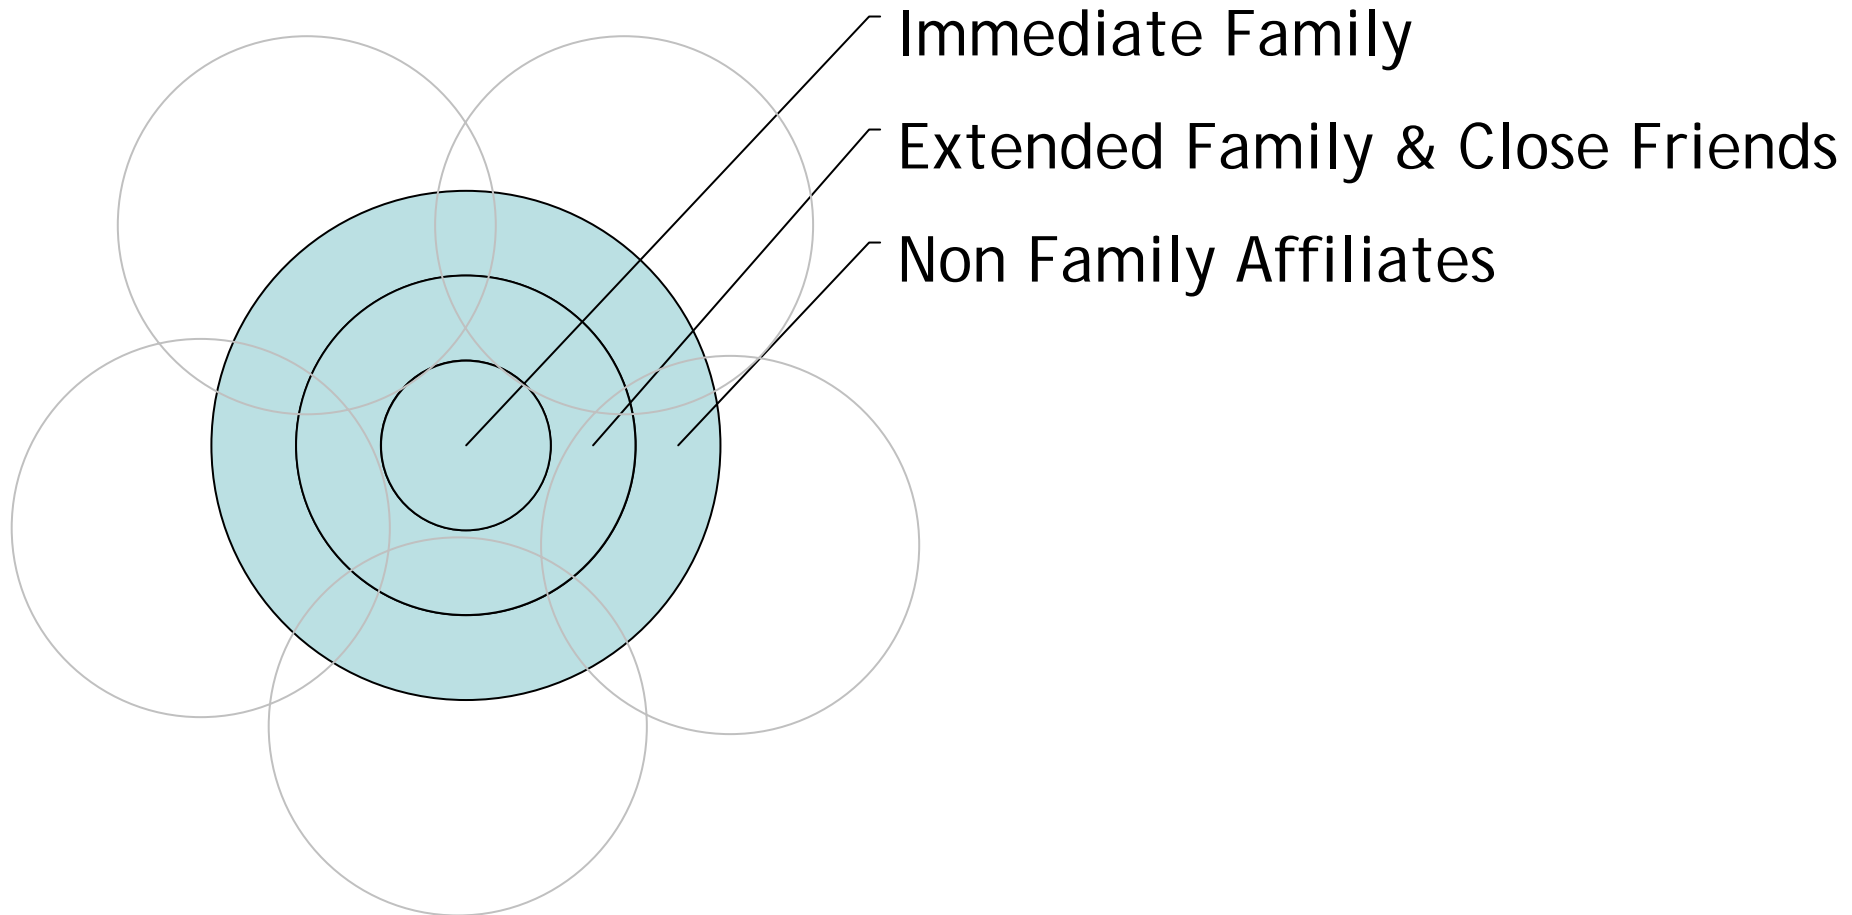 Immediate Family
Extended Family & Close Friends
Non Family Affiliates